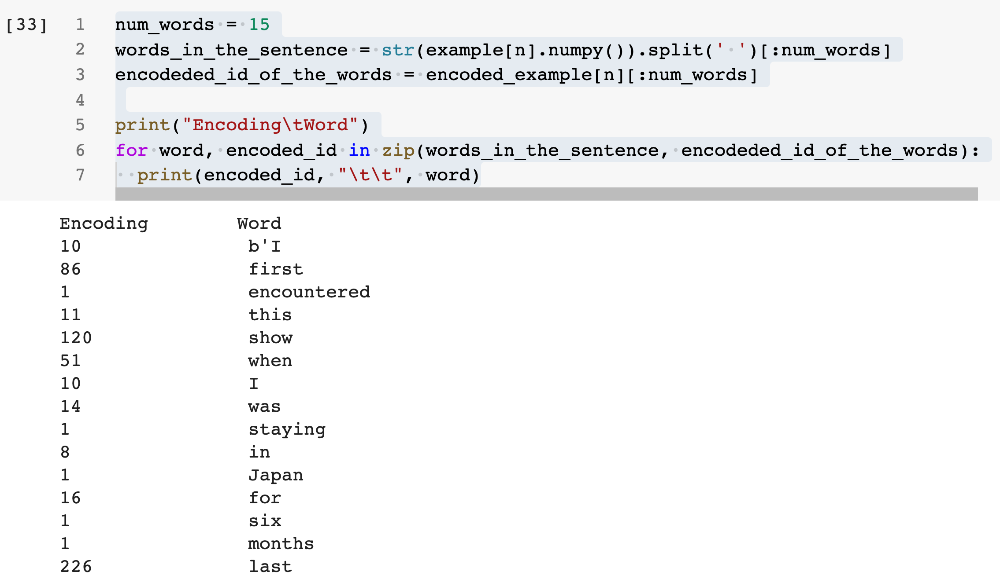 [33] 1 num_words = 15
2 words_in_the_sentence = str(example[n].numpy()).split(' ')[:num_words]
3 encodeded_id_of_the_words = encoded_example[n][:num_words]
4
5 print("Encoding\tWord")
6 for word, encoded_id in zip(words_in_the_sentence, encodeded_id_of_the_words):
7   print(encoded_id, "\t\t", word)
Encoding Word
10 b'I
86 first
1 encountered
11 this
120 show
51 when
10 I
14 was
1 staying
8 in
1 Japan
16 for
1 six
1 months
226 last